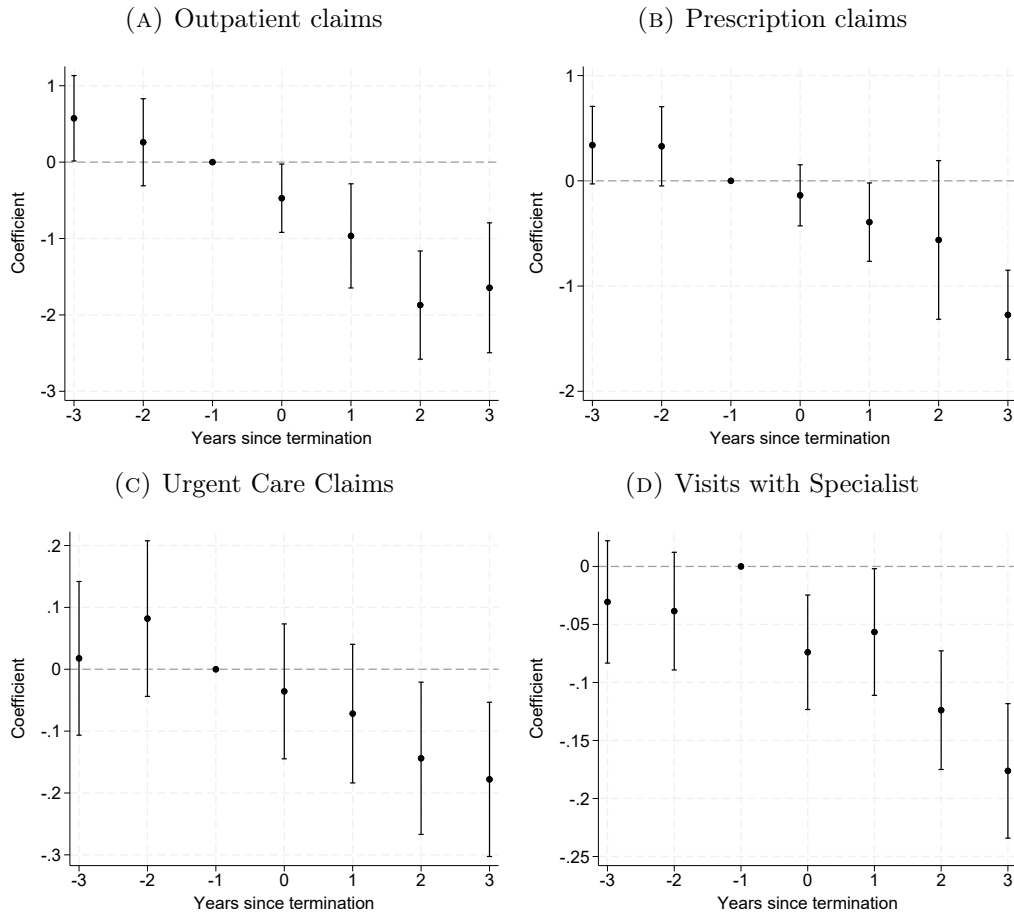 (A) Outpatient claims
1
0
-1
-2
-3
Coefficient
-3 -2 -1 0 1 2 3
Years since termination
(B) Prescription claims
1
0
-1
-2
Coefficient
-3 -2 -1 0 1 2 3
Years since termination
(C) Urgent Care Claims
.2
.1
0
-.1
-.2
-.3
Coefficient
-3 -2 -1 0 1 2 3
Years since termination
(D) Visits with Specialist
0
-.05
-.1
-.15
-.2
-.25
Coefficient
-3 -2 -1 0 1 2 3
Years since termination